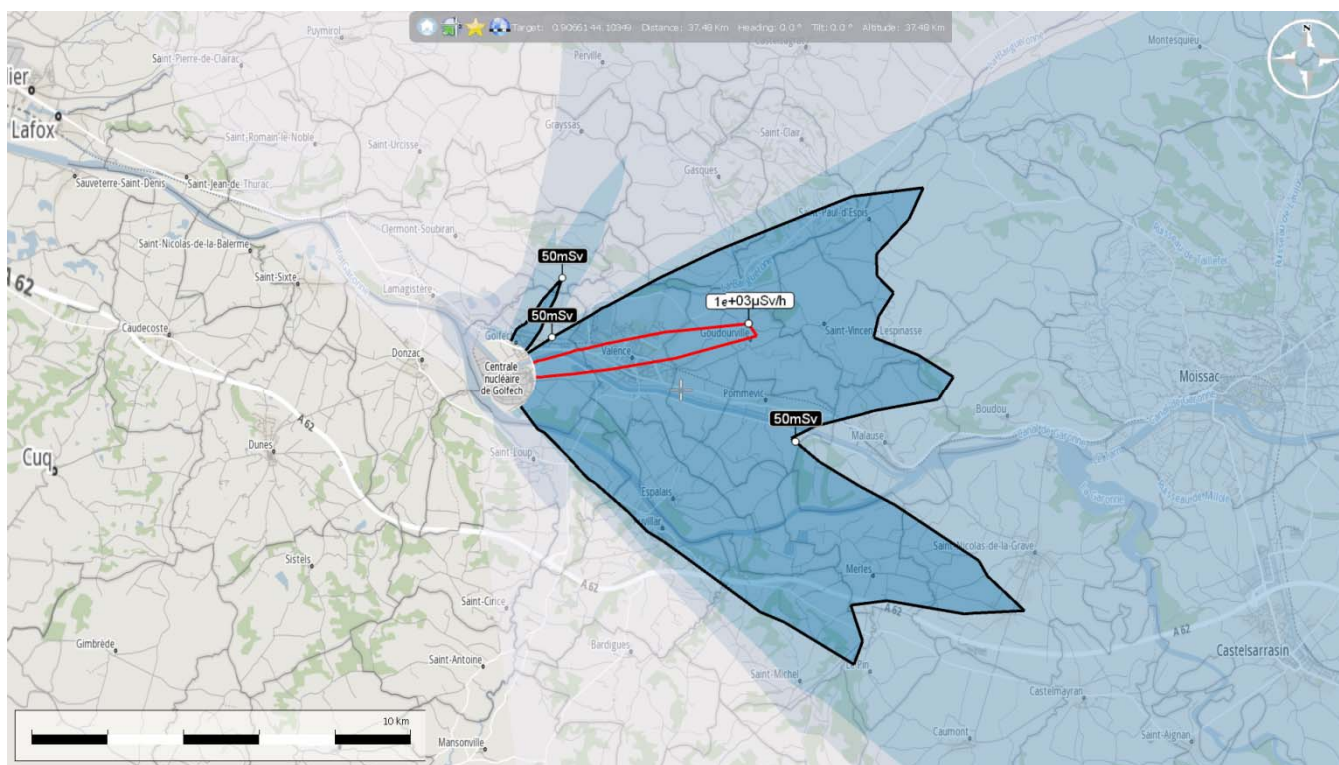 Target: 0.9065144.10349 Distance: 37.48 Km Heading: 0.0 ° Tilt: 0.0 ° Altitude: 37.48 Km
N
Puymirol
Montesquieu
Saint-Pierre-de-Clairac
Perville
lier
Lafox
Grayssas
Saint-Clair
Saint-Romain-le-Noble
Saint-Urcisse
Gasques
Sauveterre-Saint-Denis
Saint-Jean-de-Thurac
Saint-Paul-d'Espis
Clermont-Soubiran
Saint-Nicolas-de-la-Balerme
50mSv
A 62
Saint-Sixte
Lamagistère
1e+03µSv/h
50mSv
Caudecoste
Golfech
Goudourville
Saint-Vincent-Lespinasse
Donzac
Valence
Centrale
nucléaire
de Golfech
Moissac
Pommevic
Boudou
A 62
50mSv
Malause
Dunes
Saint-Loup
Cuq
Espalais
Saint-Nicolas-de-la-Grave
Sistels
Merles
A 62
Saint-Cirice
A 62
A 62
Gimbrède
Bardigues
Castelsarrasin
Saint-Antoine
Saint-Michel
Le Pin
Castelmayran
10 km
Caumont
Saint-Aignan
Mansonville